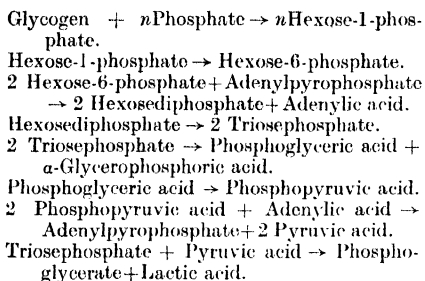 Glycogen + nPhosphate → nHexose-1-phos-
phate.
Hexose-1-phosphate → Hexose-6-phosphate.
2 Hexose-6-phosphate+Adenylpyrophosphate
→ 2 Hexosediphosphate+Adenylic acid.
Hexosediphosphate → 2 Triosephosphate.
2 Triosephosphate → Phosphoglyceric acid +
α-Glycerophosphoric acid.
Phosphoglyceric acid → Phosphopyruvic acid.
2 Phosphopyruvic acid + Adenylic acid →
Adenylpyrophosphate+2 Pyruvic acid.
Triosephosphate + Pyruvic acid → Phospho-
glycerate+Lactic acid.